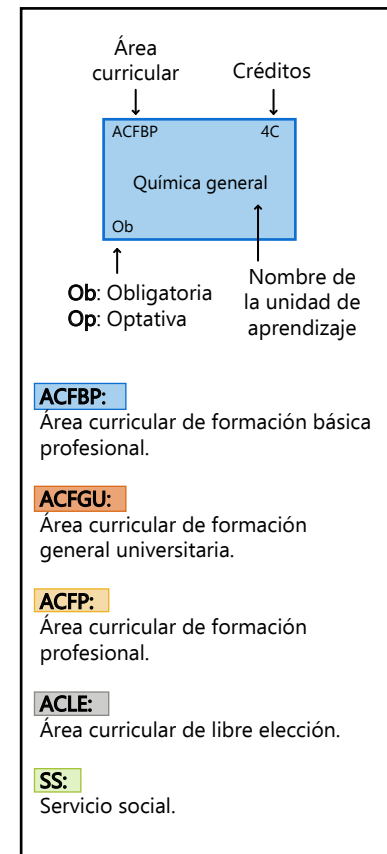 Área
curricular
Créditos
ACFBP
4C
Química general
Ob
Ob: Obligatoria
Op: Optativa
Nombre de
la unidad de
aprendizaje
ACFBP:
Área curricular de formación básica
profesional.
ACFGU:
Área curricular de formación
general universitaria.
ACFP:
Área curricular de formación
profesional.
ACLE:
Área curricular de libre elección.
SS:
Servicio social.